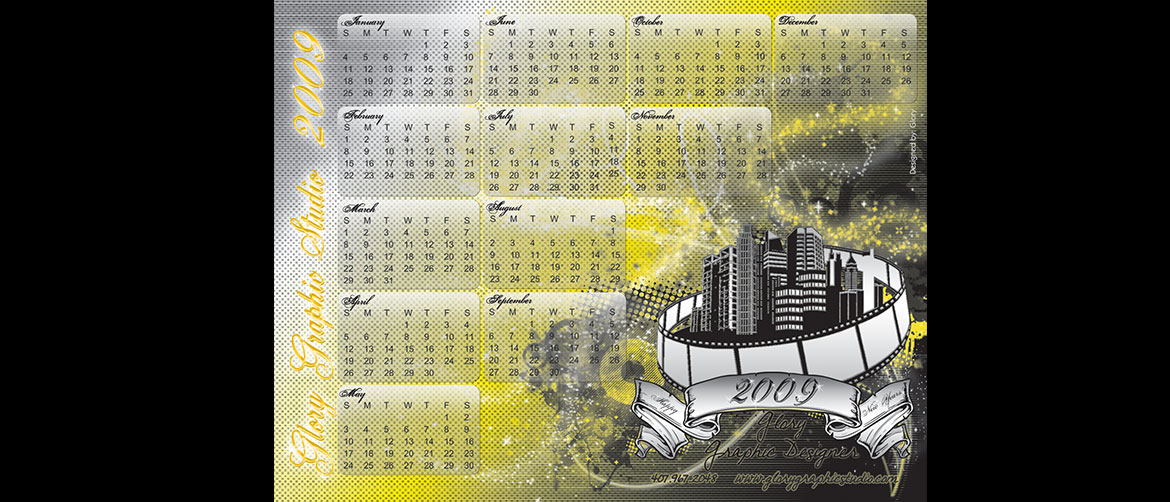 Glory Graphic Studio 2009
January
S M T W T F S
1 2 3
4 5 6 7 8 9 10
11 12 13 14 15 16 17
18 19 20 21 22 23 24
25 26 27 28 29 30 31
February
S M T W T F S
1 2 3 4 5 6 7
8 9 10 11 12 13 14
15 16 17 18 19 20 21
22 23 24 25 26 27 28
March
S M T W T F S
1 2 3 4 5 6 7
8 9 10 11 12 13 14
15 16 17 18 19 20 21
22 23 24 25 26 27 28
29 30 31
April
S M T W T F S
1 2 3 4
5 6 7 8 9 10 11
12 13 14 15 16 17 18
19 20 21 22 23 24 25
26 27 28 29 30
May
S M T W T F S
1 2
3 4 5 6 7 8 9
10 11 12 13 14 15 16
17 18 19 20 21 22 23
24 25 26 27 28 29 30
June
S M T W T F S
1 2 3 4 5 6
7 8 9 10 11 12 13
14 15 16 17 18 19 20
21 22 23 24 25 26 27
28 29 30
July
S M T W T F S
1 2 3 4
5 6 7 8 9 10 11
12 13 14 15 16 17 18
19 20 21 22 23 24 25
26 27 28 29 30 31
August
S M T W T F S
1
2 3 4 5 6 7 8
9 10 11 12 13 14 15
16 17 18 19 20 21 22
23 24 25 26 27 28 29
September
S M T W T F S
1 2 3 4 5
6 7 8 9 10 11 12
13 14 15 16 17 18 19
20 21 22 23 24 25 26
27 28 29 30
October
S M T W T F S
1 2 3
4 5 6 7 8 9 10
11 12 13 14 15 16 17
18 19 20 21 22 23 24
25 26 27 28 29 30 31
November
S M T W T F S
1 2 3 4 5 6 7
8 9 10 11 12 13 14
15 16 17 18 19 20 21
22 23 24 25 26 27 28
29 30
December
S M T W T F S
1 2 3 4 5
6 7 8 9 10 11 12
13 14 15 16 17 18 19
20 21 22 23 24 25 26
27 28 29 30 31
Designed by Glory
Happy 2009 New Years
Glory
Graphic Designer
407.967.2048 www.glorygraphicstudio.com